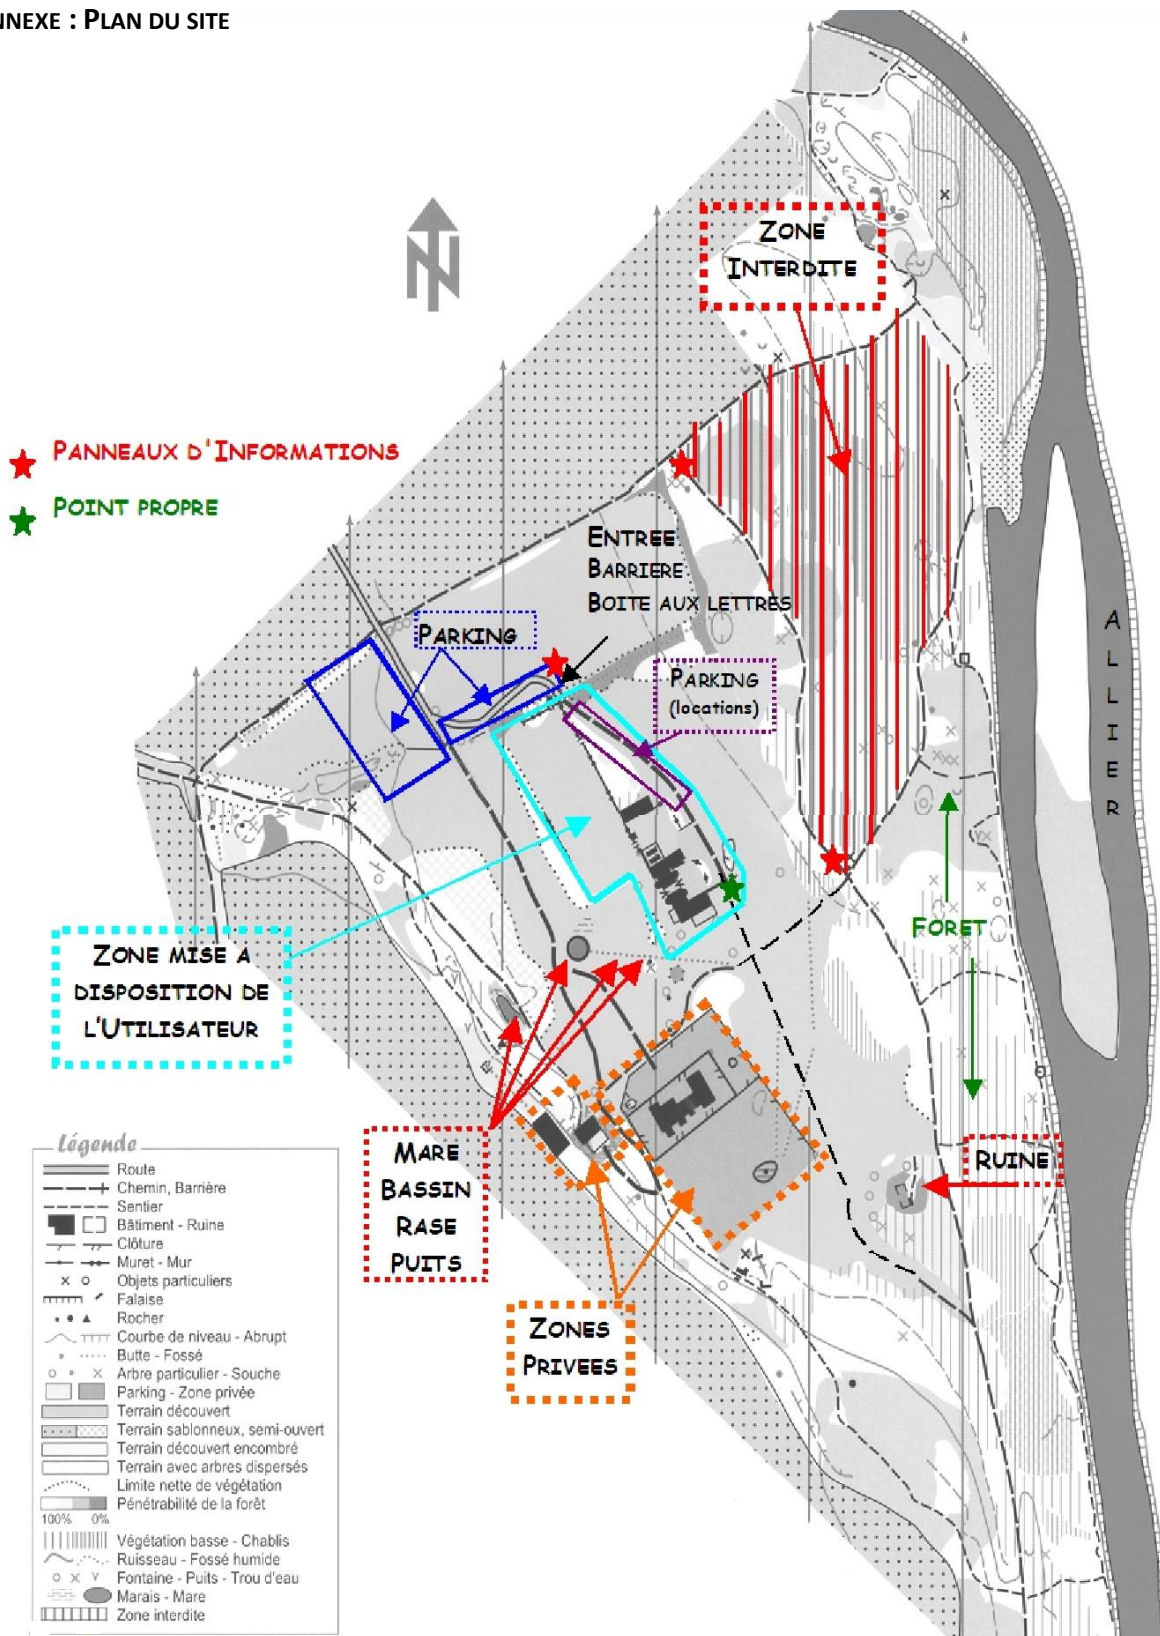 NNEXE : PLAN DU SITE
N
ZONE
INTERDITE
PANNEAUX D'INFORMATIONS
POINT PROPRE
ENTREE
BARRIERE
BOITE AUX LETTRES
PARKING
PARKING
(locations)
ALLIER
FORET
ZONE MISE A
DISPOSITION DE
L'UTILISATEUR
MARE
BASSIN
RASE
PUITS
RUINE
ZONES
PRIVEES
Légende
Route
Chemin, Barrière
Sentier
Bâtiment - Ruine
Clôture
Muret - Mur
Objets particuliers
Falaise
Rocher
Courbe de niveau - Abrupt
Butte - Fossé
Arbre particulier - Souche
Parking - Zone privée
Terrain découvert
Terrain sablonneux, semi-ouvert
Terrain découvert encombré
Terrain avec arbres dispersés
Limite nette de végétation
Pénétrabilité de la forêt
100% 0%
Végétation basse - Chablis
Ruisseau - Fossé humide
Fontaine - Puits - Trou d'eau
Marais - Mare
Zone interdite